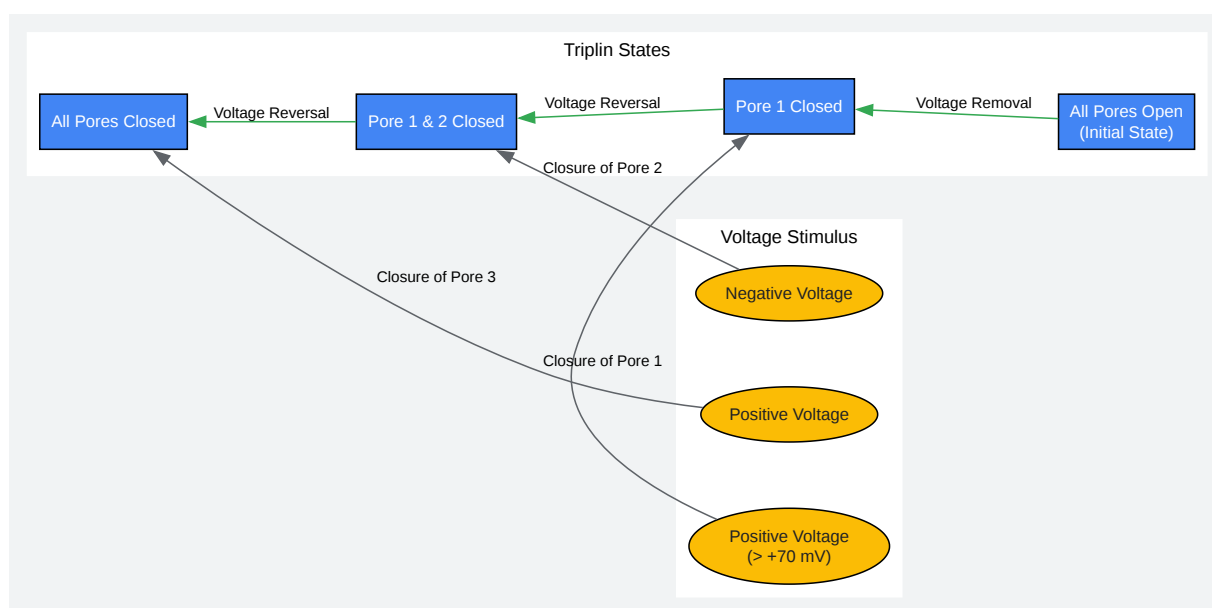 Triplin States
All Pores Closed
Voltage Reversal
Pore 1 & 2 Closed
Voltage Reversal
Pore 1 Closed
Voltage Removal
All Pores Open
(Initial State)
Closure of Pore 2
Voltage Stimulus
Negative Voltage
Closure of Pore 3
Closure of Pore 1
Positive Voltage
Positive Voltage
(> +70 mV)